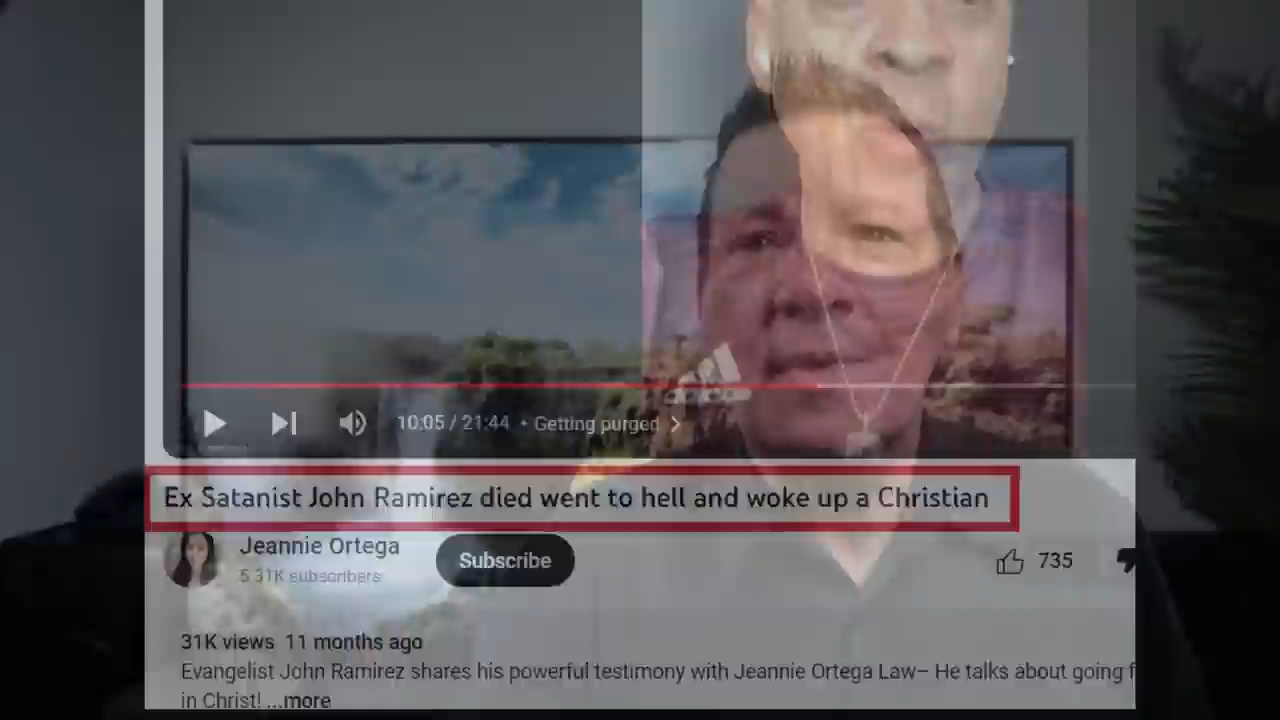 10:05 / 21:44 • Getting purged >
Ex Satanist John Ramirez died went to hell and woke up a Christian
Jeannie Ortega
5.31K subscribers
Subscribe
735
31K views 11 months ago
Evangelist John Ramirez shares his powerful testimony with Jeannie Ortega Law– He talks about going f
in Christ! ...more